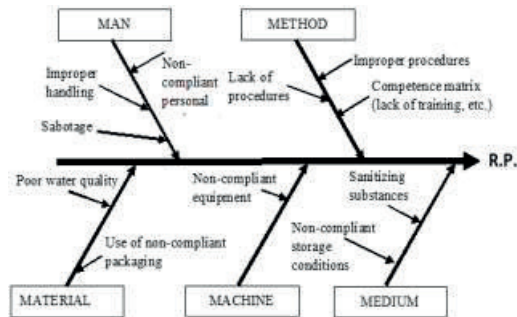 MAN
METHOD
Non-
compliant
personal
Improper
handling
Sabotage
Improper procedures
Lack of
procedures
Competence matrix
(lack of training, etc.)
R.P.
Poor water quality
Use of non-compliant
packaging
Non-compliant
equipment
Sanitizing
substances
Non-compliant
storage
conditions
MATERIAL
MACHINE
MEDIUM